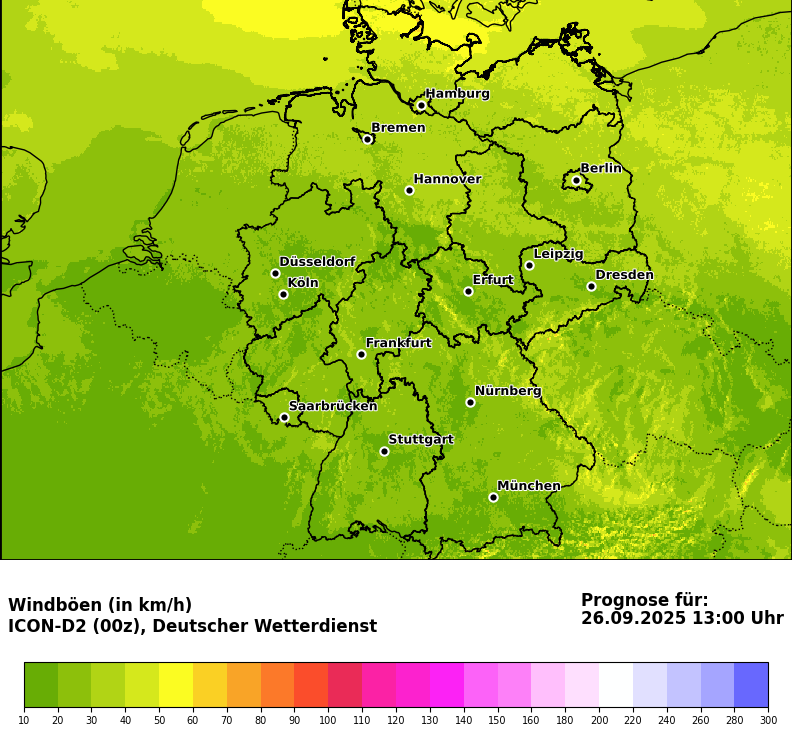 Hamburg
Bremen
Berlin
Hannover
Leipzig
Düsseldorf
Dresden
Köln
Erfurt
Frankfurt
Nürnberg
Saarbrücken
Stuttgart
München
Windböen (in km/h)
ICON-D2 (00z), Deutscher Wetterdienst
Prognose für:
26.09.2025 13:00 Uhr
10 20 30 40 50 60 70 80 90 100 110 120 130 140 150 160 180 200 220 240 260 280 300